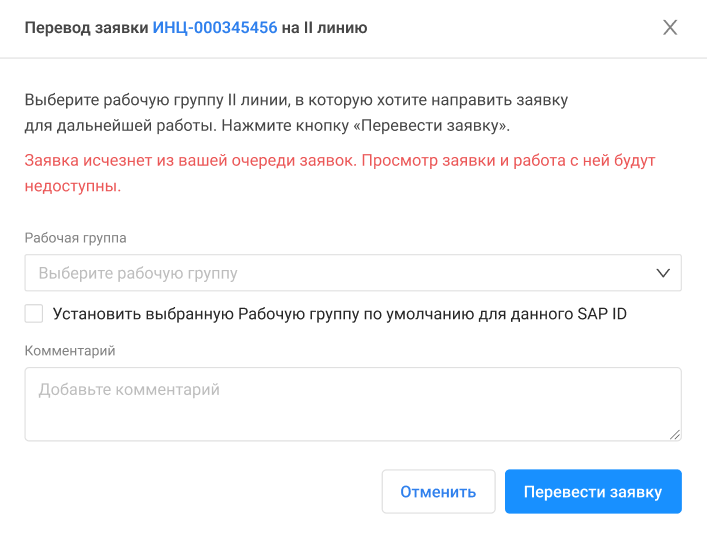 Перевод заявки ИНЦ-000345456 на II линию
Выберите рабочую группу II линии, в которую хотите направить заявку
для дальнейшей работы. Нажмите кнопку «Перевести заявку».
Заявка исчезнет из вашей очереди заявок. Просмотр заявки и работа с ней будут
недоступны.
Рабочая группа
Выберите рабочую группу
Установить выбранную Рабочую группу по умолчанию для данного SAP ID
Комментарий
Добавьте комментарий
Отменить
Перевести заявку